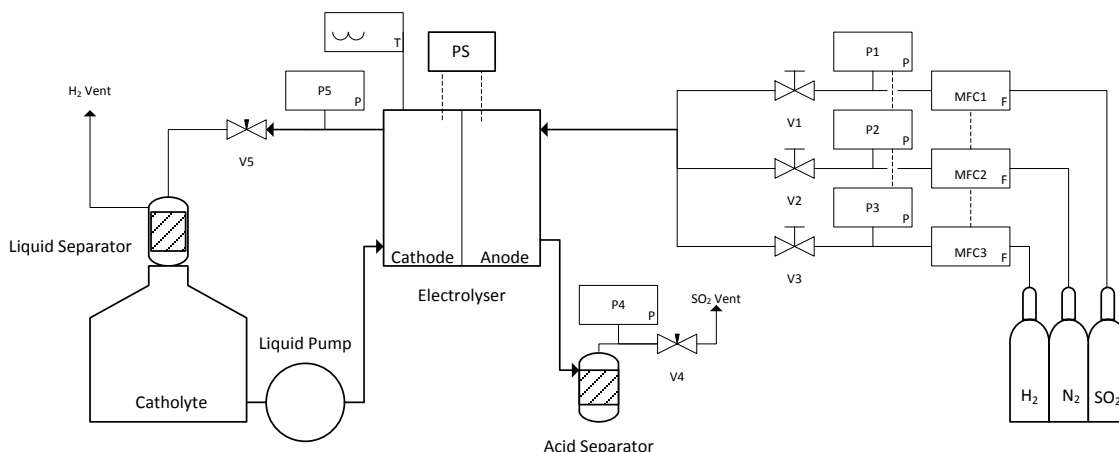 T
PS
P5
P
H₂ Vent
V5
Liquid Separator
Cathode
Anode
Electrolyser
Liquid Pump
Catholyte
P1
P
MFC1
F
V1
P2
P
MFC2
F
V2
P3
P
MFC3
F
V3
P4
P
SO₂ Vent
V4
Acid Separator
H₂
N₂
SO₂